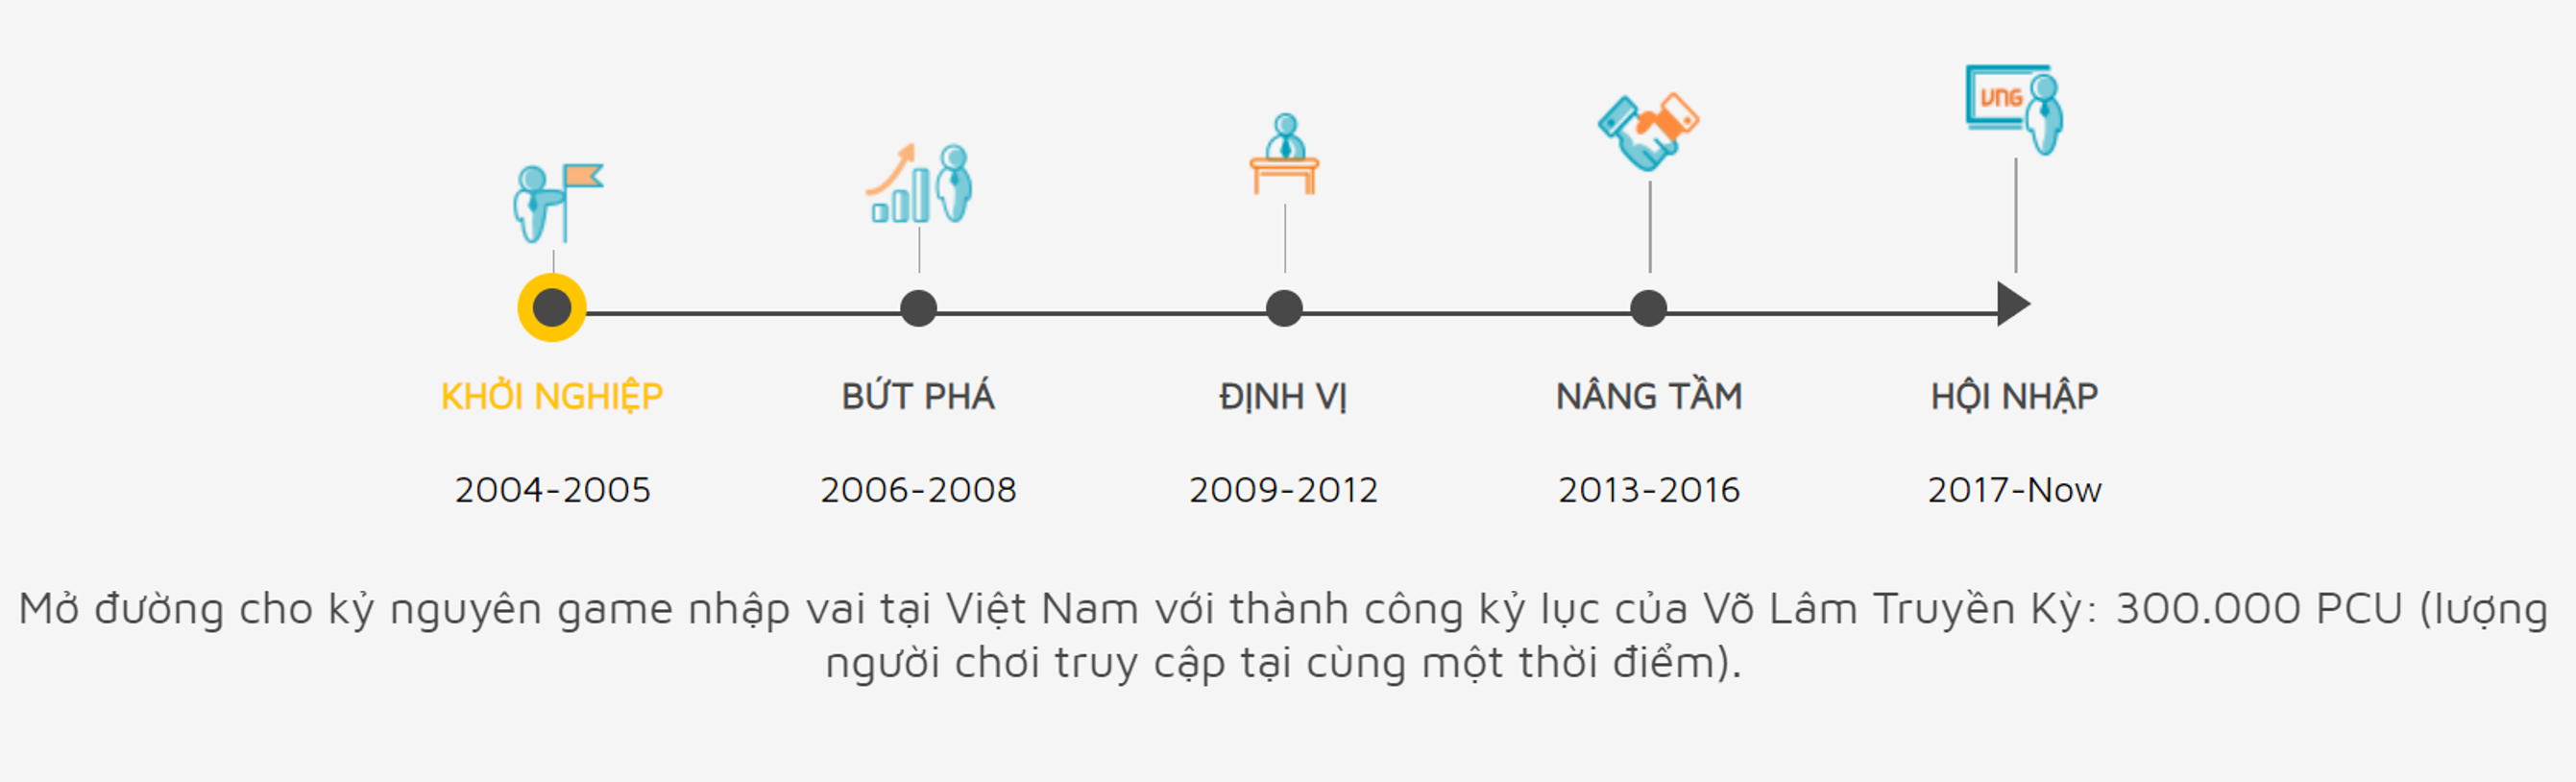 VNG
KHỞI NGHIỆP
BỨT PHÁ
ĐỊNH VỊ
NÂNG TẦM
HỘI NHẬP
2004-2005
2006-2008
2009-2012
2013-2016
2017-Now
Mở đường cho kỷ nguyên game nhập vai tại Việt Nam với thành công kỷ lục của Võ Lâm Truyền Kỳ: 300.000 PCU (lượng
người chơi truy cập tại cùng một thời điểm).